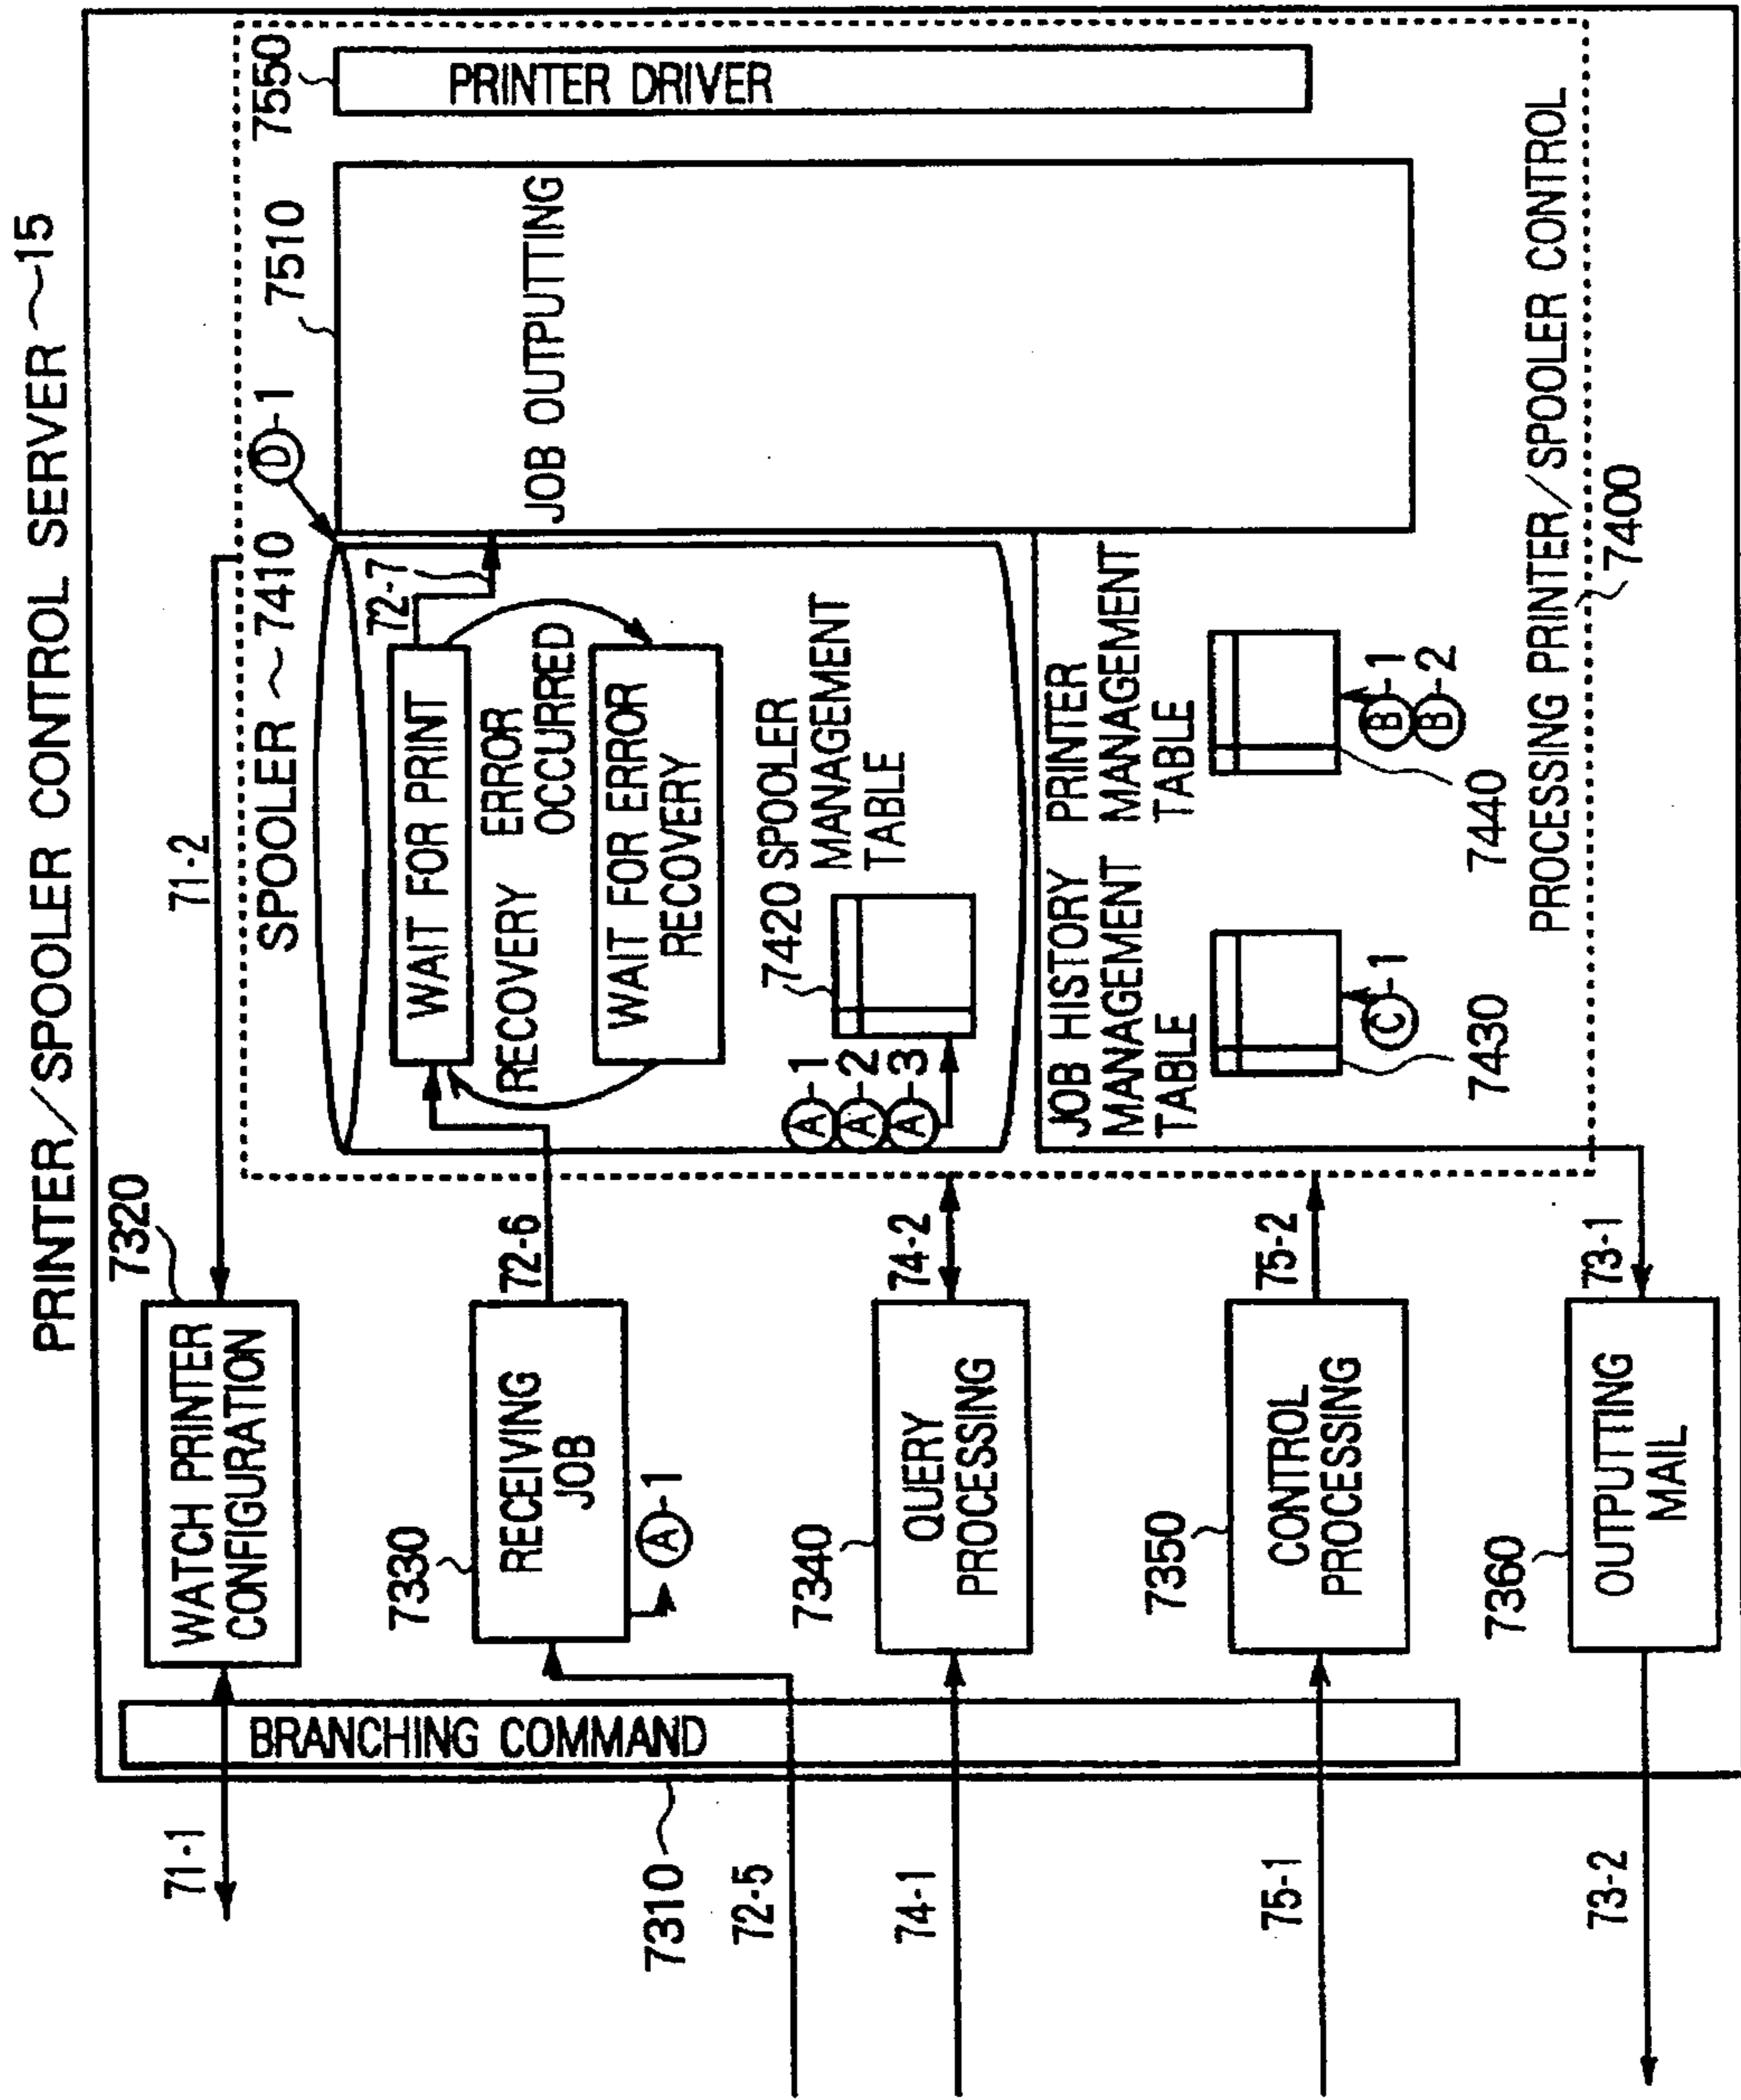 PRINTER/SPOOLER CONTROL SERVER ~15
71-1
71-2
7320
WATCH PRINTER
CONFIGURATION
7310
BRANCHING COMMAND
7330
RECEIVING
JOB
A-1
72-5
72-6
7340
QUERY
PROCESSING
74-1
74-2
7350
CONTROL
PROCESSING
75-1
75-2
7360
OUTPUTTING
MAIL
73-1
73-2
SPOOLER ~7410
D-1
7510
7550
WAIT FOR PRINT
72-7
RECOVERY
ERROR
OCCURRED
WAIT FOR ERROR
RECOVERY
7420 SPOOLER
MANAGEMENT
TABLE
A-1
A-2
A-3
JOB OUTPUTTING
PRINTER DRIVER
JOB HISTORY
MANAGEMENT
TABLE
C-1
7430
PRINTER
MANAGEMENT
TABLE
B-1
B-2
7440
PROCESSING PRINTER/SPOOLER CONTROL
7400